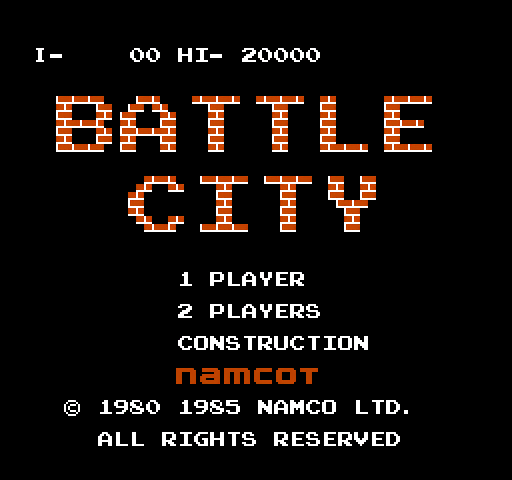 I-     00 HI- 20000
BATTLE
CITY
1 PLAYER
2 PLAYERS
CONSTRUCTION
namcot
© 1980 1985 NAMCO LTD.
ALL RIGHTS RESERVED